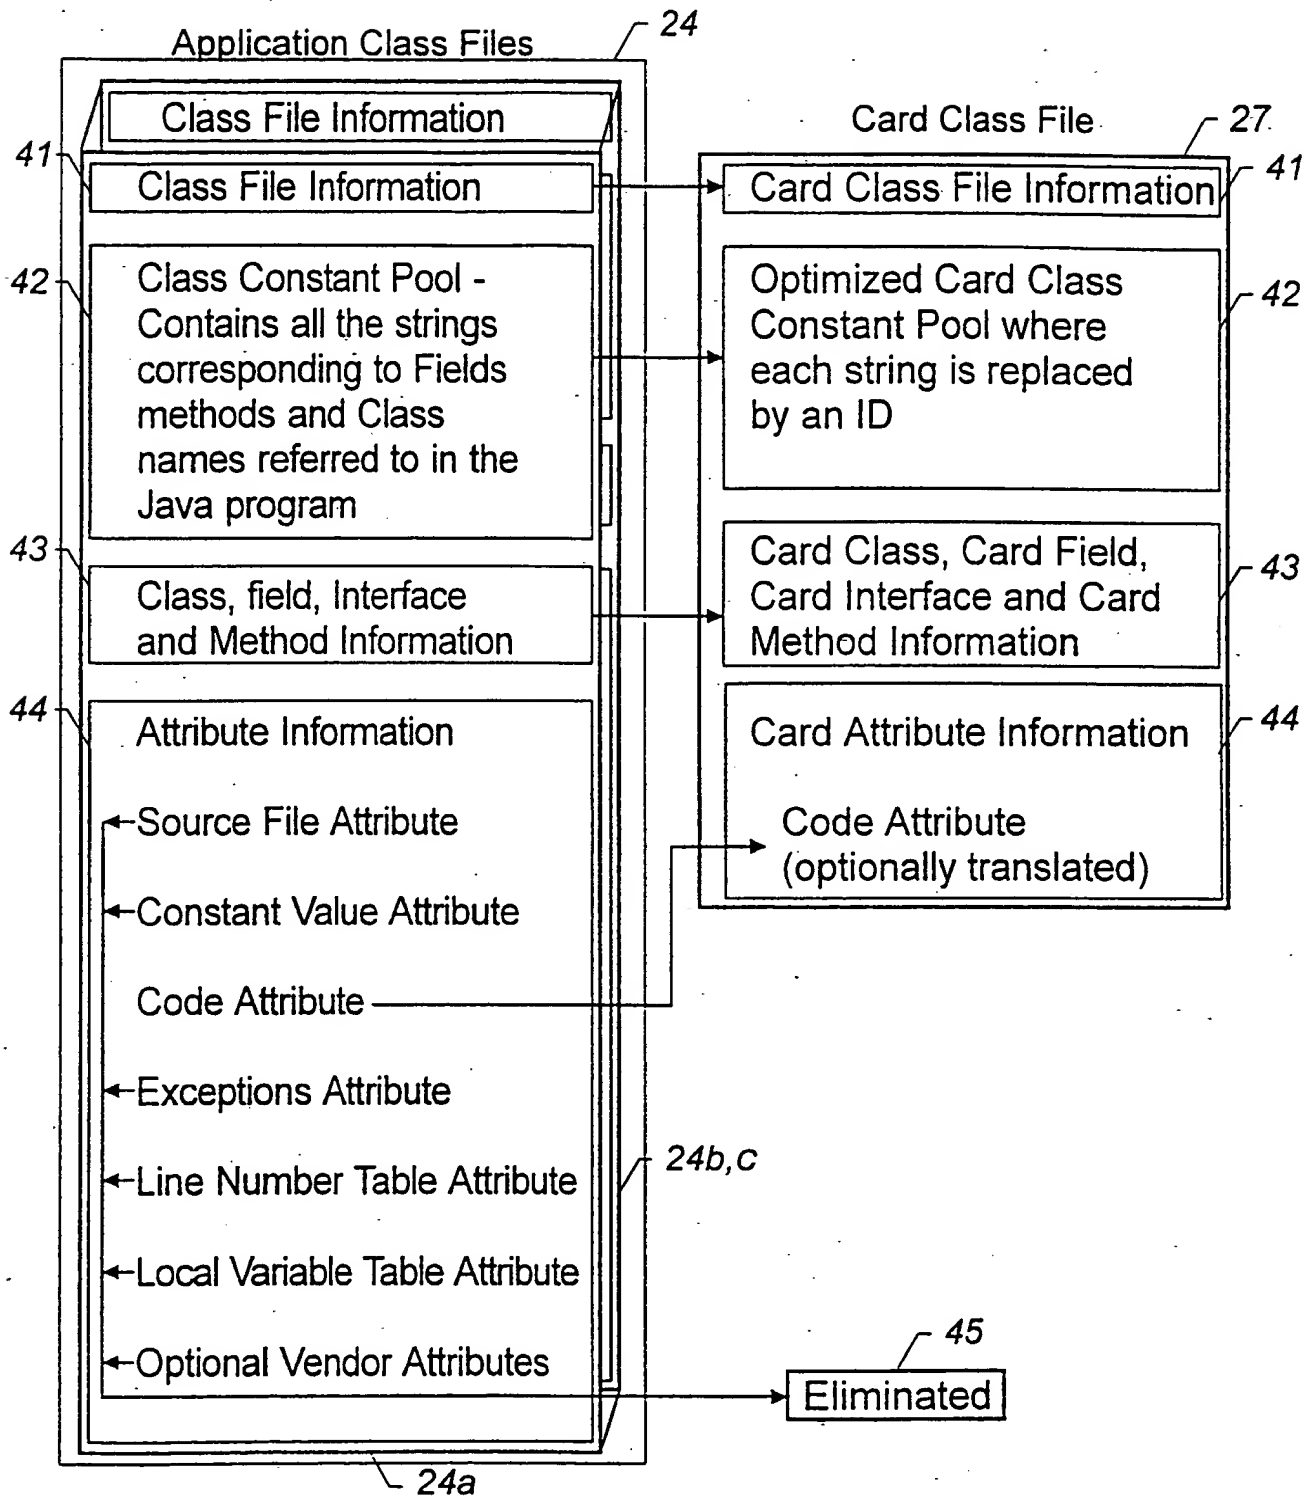 24
Application Class Files
Class File Information
Card Class File
27
41
Class File Information
Card Class File Information
41
42
Class Constant Pool -
Contains all the strings
corresponding to Fields
methods and Class
names referred to in the
Java program
Optimized Card Class
Constant Pool where
each string is replaced
by an ID
42
43
Class, field, Interface
and Method Information
Card Class, Card Field,
Card Interface and Card
Method Information
43
44
Attribute Information
Source File Attribute
Constant Value Attribute
Code Attribute
Exceptions Attribute
Line Number Table Attribute
Local Variable Table Attribute
Optional Vendor Attributes
Card Attribute Information
Code Attribute
(optionally translated)
44
24b,c
45
Eliminated
24a